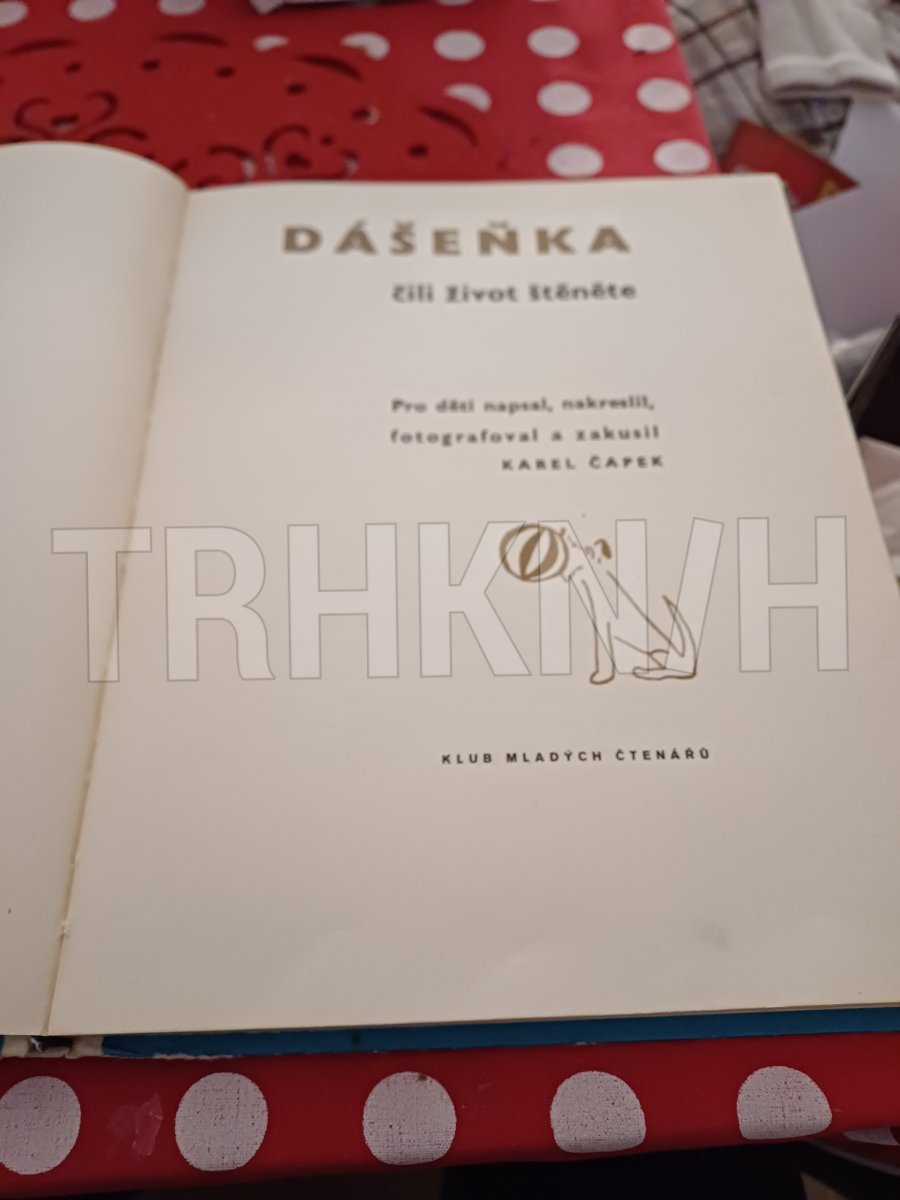 DÁŠEŇKA
čili život štěněte
Pro děti napsal, nakreslil,
fotografoval a zakusil
KAREL ČAPEK
TRHKNIH
KLUB MLADÝCH ČTENÁŘŮ